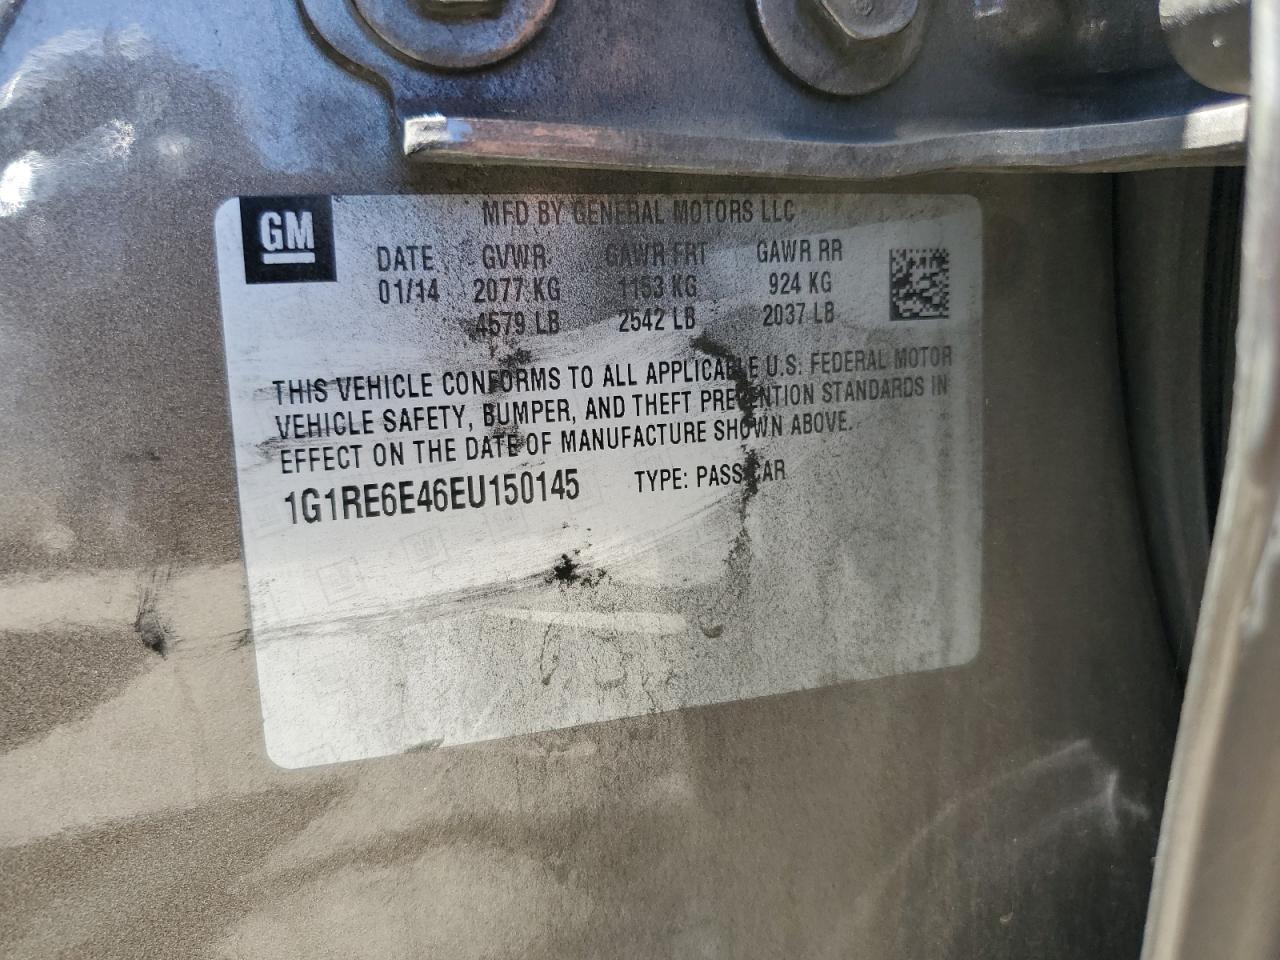 GM
MFD BY GENERAL MOTORS LLC
DATE GVWR GAWR FRT GAWR RR
01/14 2077 KG 1153 KG 924 KG
4579 LB 2542 LB 2037 LB
THIS VEHICLE CONFORMS TO ALL APPLICABLE U.S. FEDERAL MOTOR
VEHICLE SAFETY, BUMPER, AND THEFT PREVENTION STANDARDS IN
EFFECT ON THE DATE OF MANUFACTURE SHOWN ABOVE.
1G1RE6E46EU150145 TYPE: PASS CAR